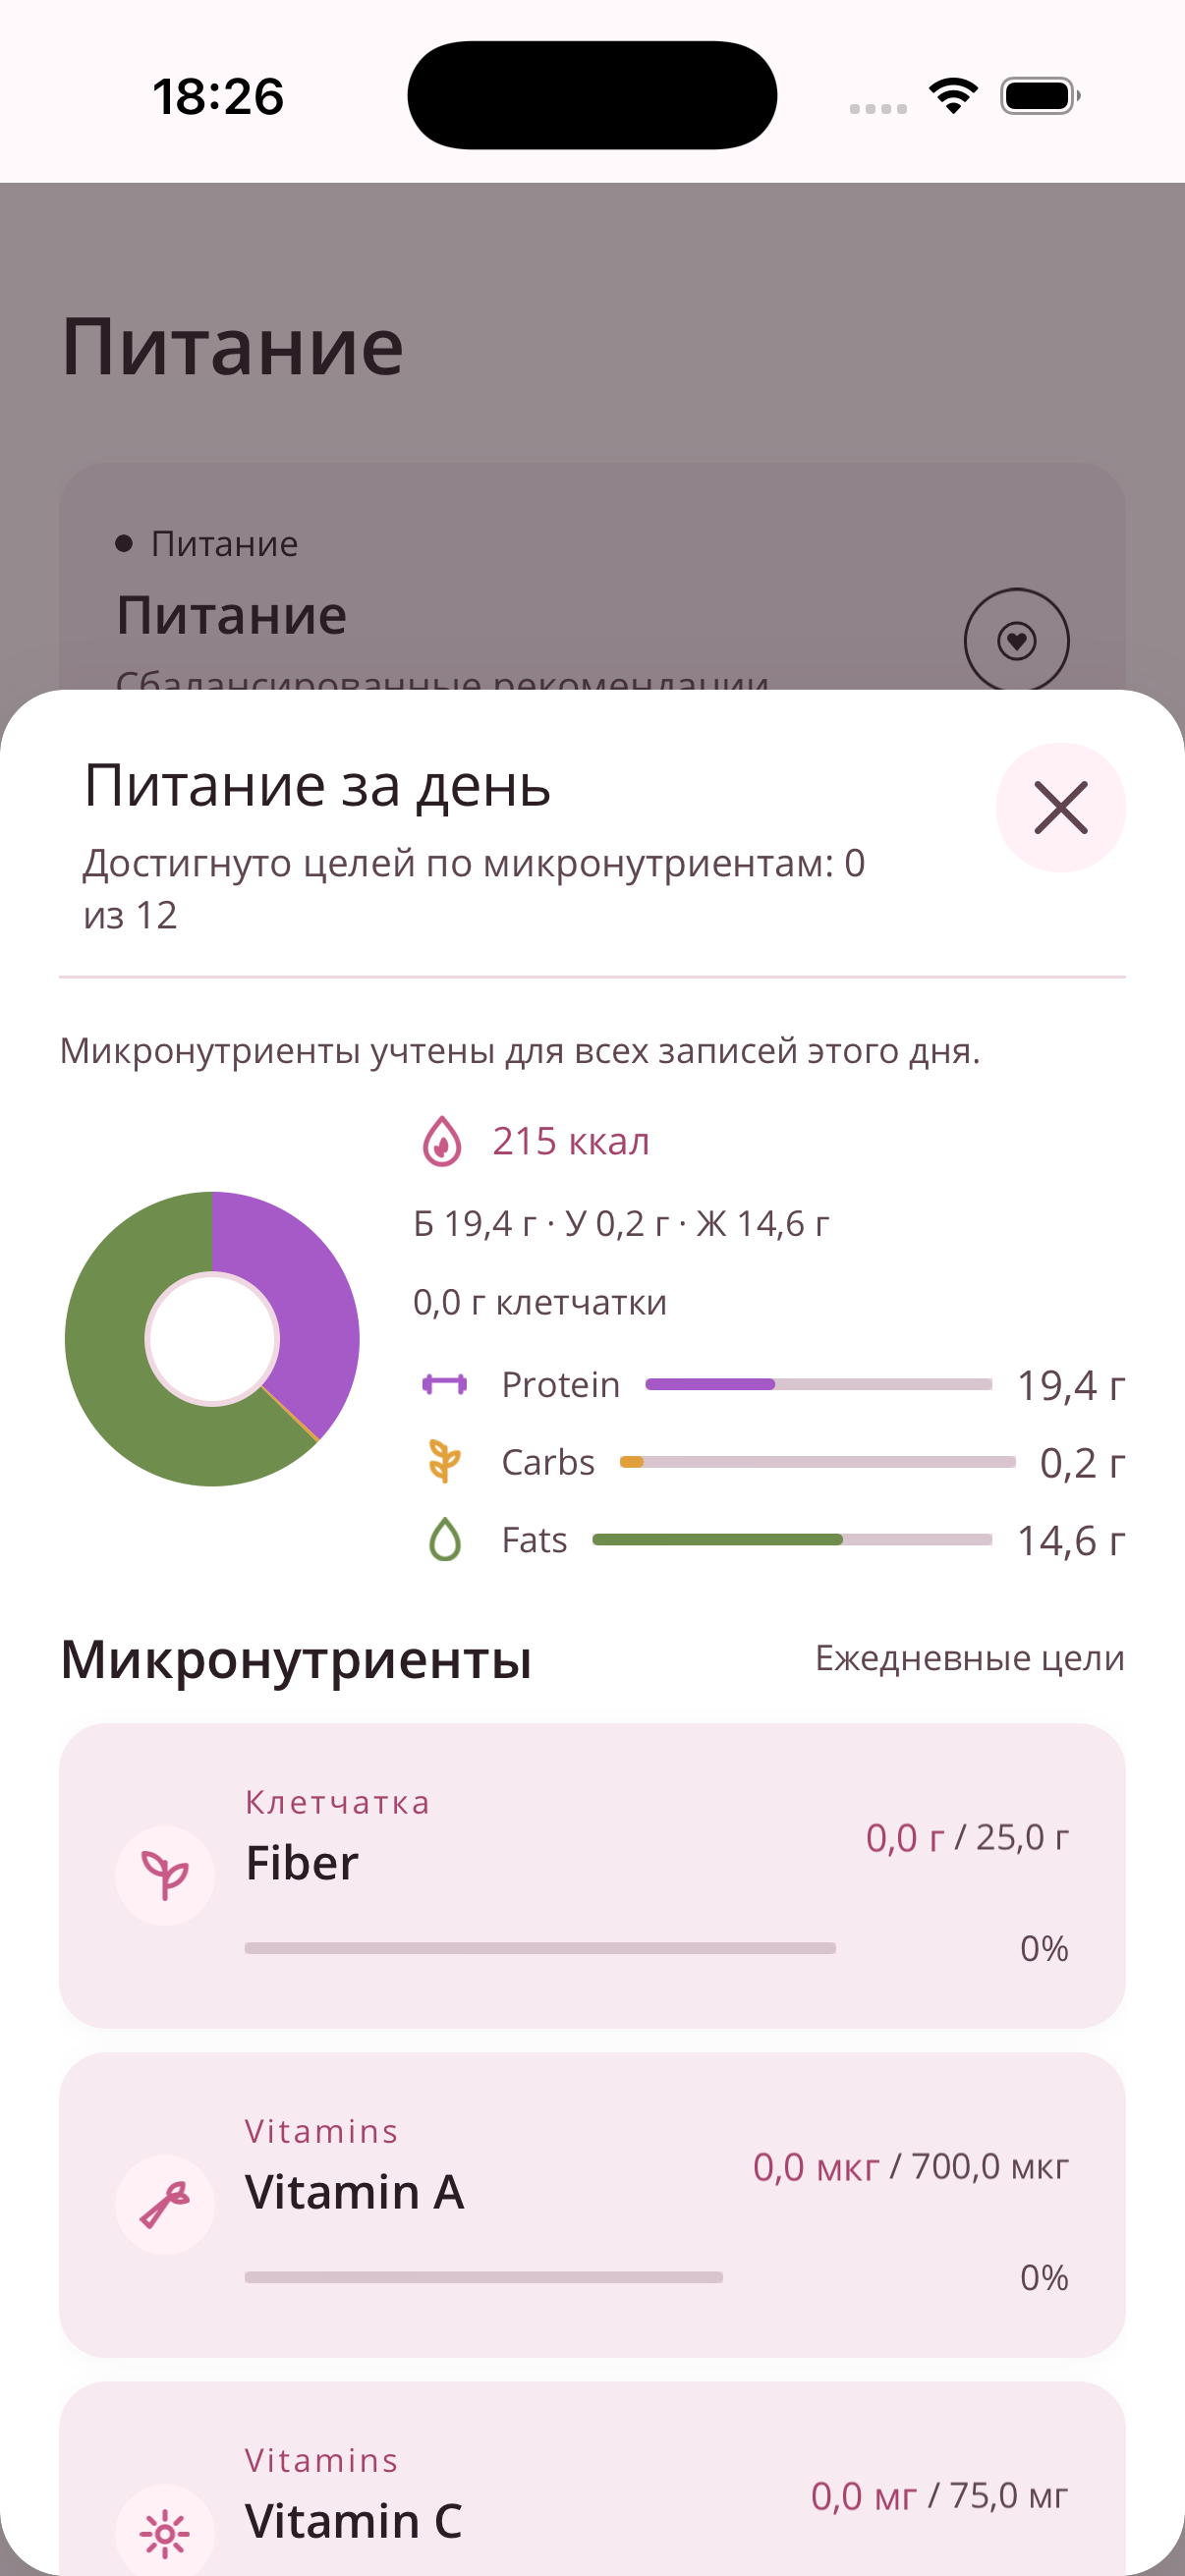 18:26
Питание
Питание
Питание
Сбалансированные рекомендации
Питание за день
Достигнуто целей по микронутриентам: 0
из 12
Микронутриенты учтены для всех записей этого дня.
215 ккал
Б 19,4 г · У 0,2 г · Ж 14,6 г
0,0 г клетчатки
Protein 19,4 г
Carbs 0,2 г
Fats 14,6 г
Микронутриенты Ежедневные цели
Клетчатка
Fiber
0,0 г / 25,0 г
0%
Vitamins
Vitamin A
0,0 мкг / 700,0 мкг
0%
Vitamins
Vitamin C
0,0 мг / 75,0 мг